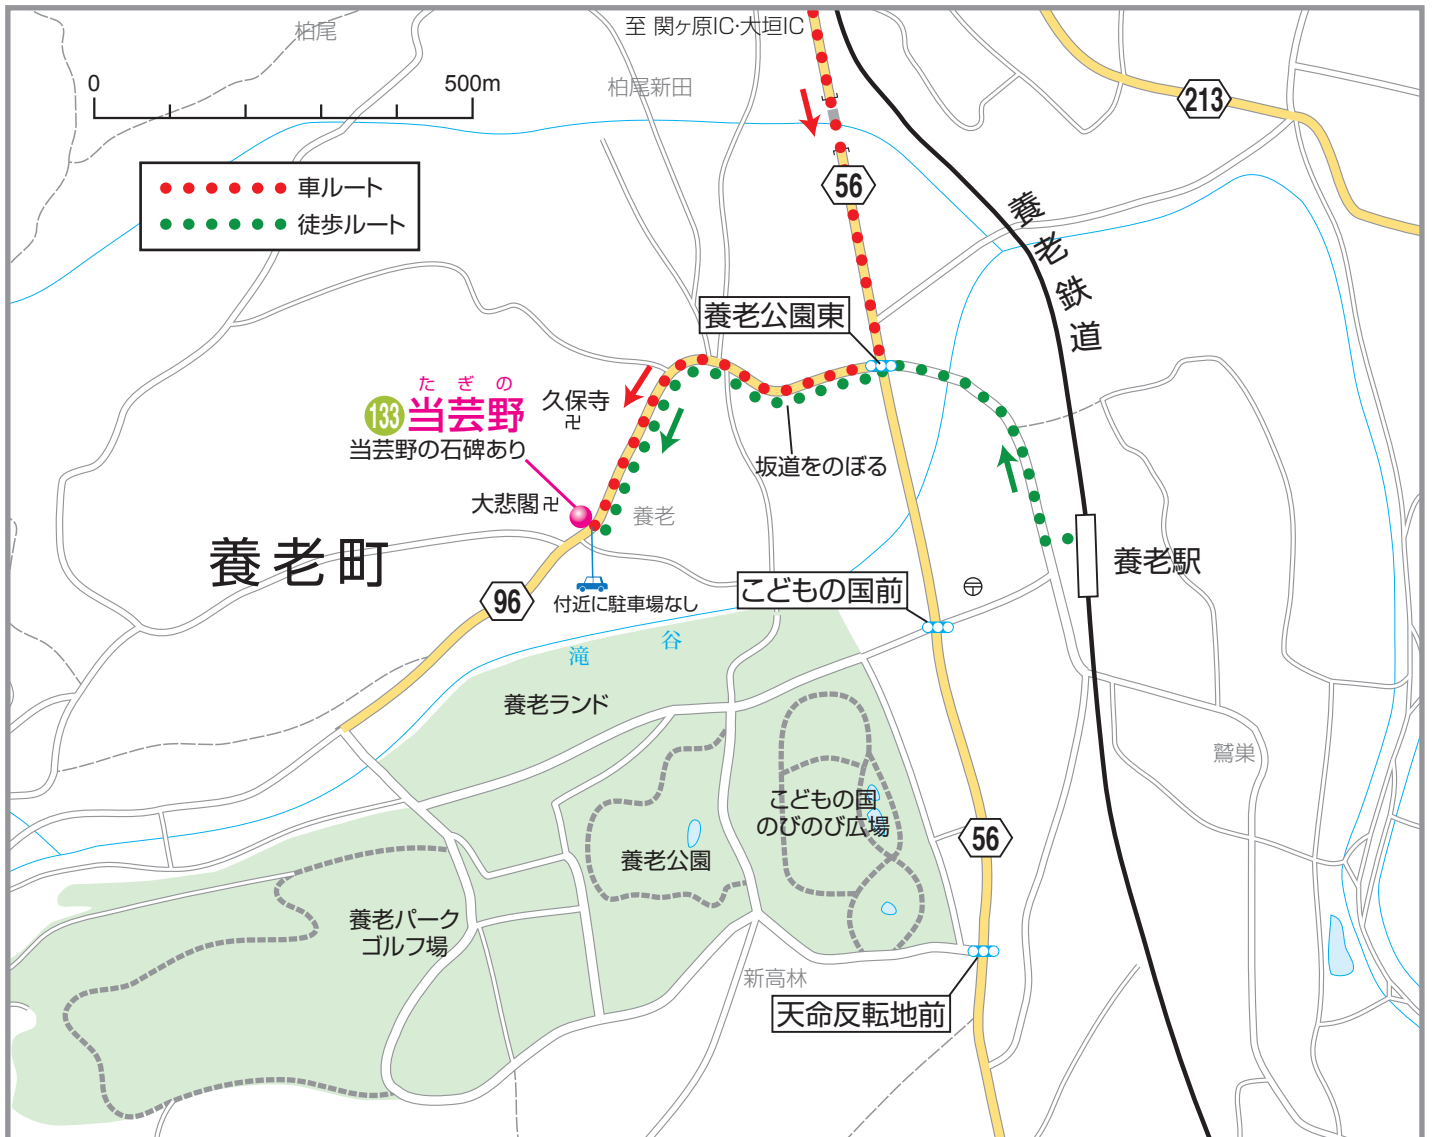 至 関ヶ原IC・大垣IC
柏尾
0
500m
柏尾新田
213
車ルート
徒歩ルート
56
養老鉄道
養老公園東
たぎの
133 当芸野
当芸野の石碑あり
久保寺
卍
坂道をのぼる
大悲閣卍
養老
養老町
養老駅
96
付近に駐車場なし
こどもの国前
〒
滝谷
養老ランド
鷲巣
こどもの国
のびのび広場
56
養老公園
養老パーク
ゴルフ場
新高林
天命反転地前